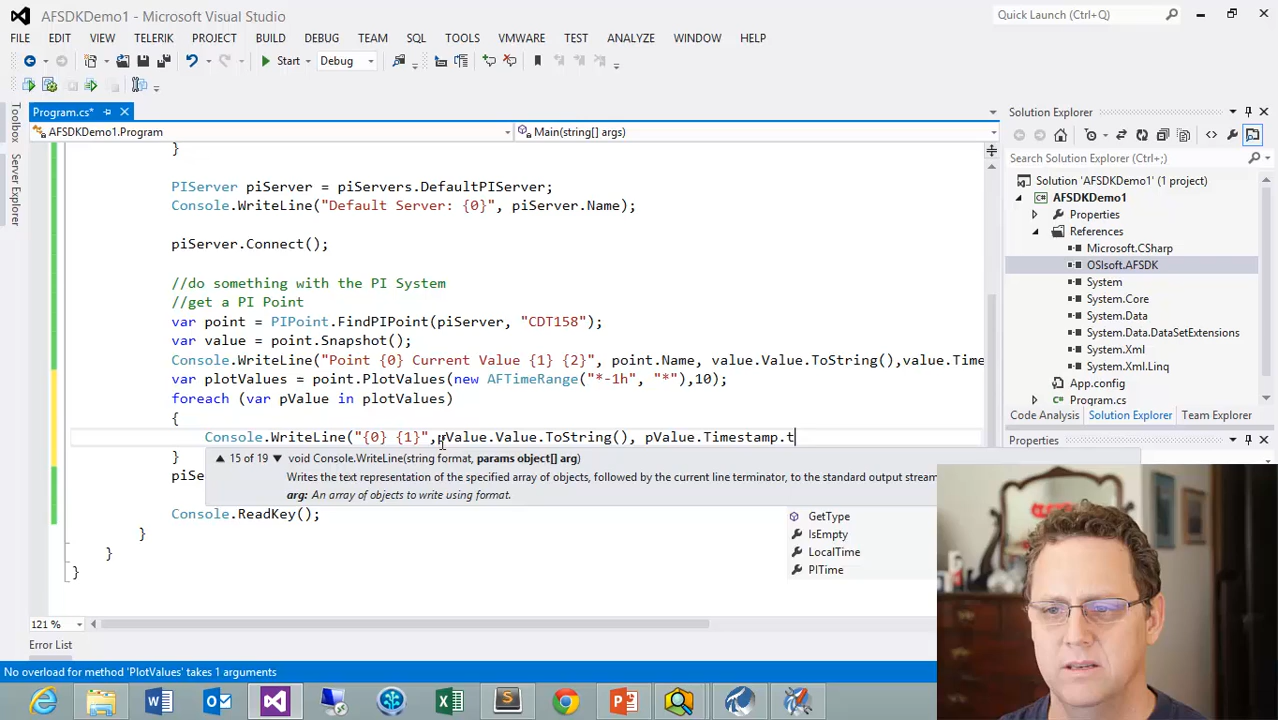 AFSDKDemo1 - Microsoft Visual Studio
Quick Launch (Ctrl+Q)
FILE EDIT VIEW TELERIK PROJECT BUILD DEBUG TEAM SQL TOOLS VMWARE TEST ANALYZE WINDOW HELP
Start Debug
Program.cs*
AFSDKDemo1.Program
Main(string[] args)
}
PIServer piServer = piServers.DefaultPIServer;
Console.WriteLine("Default Server: {0}", piServer.Name);
piServer.Connect();
//do something with the PI System
//get a PI Point
var point = PIPoint.FindPIPoint(piServer, "CDT158");
var value = point.Snapshot();
Console.WriteLine("Point {0} Current Value {1} {2}", point.Name, value.Value.ToString(),value.Time
var plotValues = point.PlotValues(new AFTimeRange("*-1h", "*"),10);
foreach (var pValue in plotValues)
{
Console.WriteLine("{0} {1}",pValue.Value.ToString(), pValue.Timestamp.t
}
15 of 19 void Console.WriteLine(string format, params object[] arg)
piSe
Writes the text representation of the specified array of objects, followed by the current line terminator, to the standard output stream
arg: An array of objects to write using format.
Console.ReadKey();
}
}
}
GetType
IsEmpty
LocalTime
PITime
121 %
Error List
No overload for method 'PlotValues' takes 1 arguments
Toolbox
Server Explorer
Solution Explorer
Search Solution Explorer (Ctrl+;)
Solution 'AFSDKDemo1' (1 project)
C# AFSDKDemo1
Properties
References
Microsoft.CSharp
OSIsoft.AFSDK
System
System.Core
System.Data
System.Data.DataSetExtensions
System.Xml
System.Xml.Linq
App.config
Program.cs
Code Analysis Solution Explorer Team Explorer
Properties